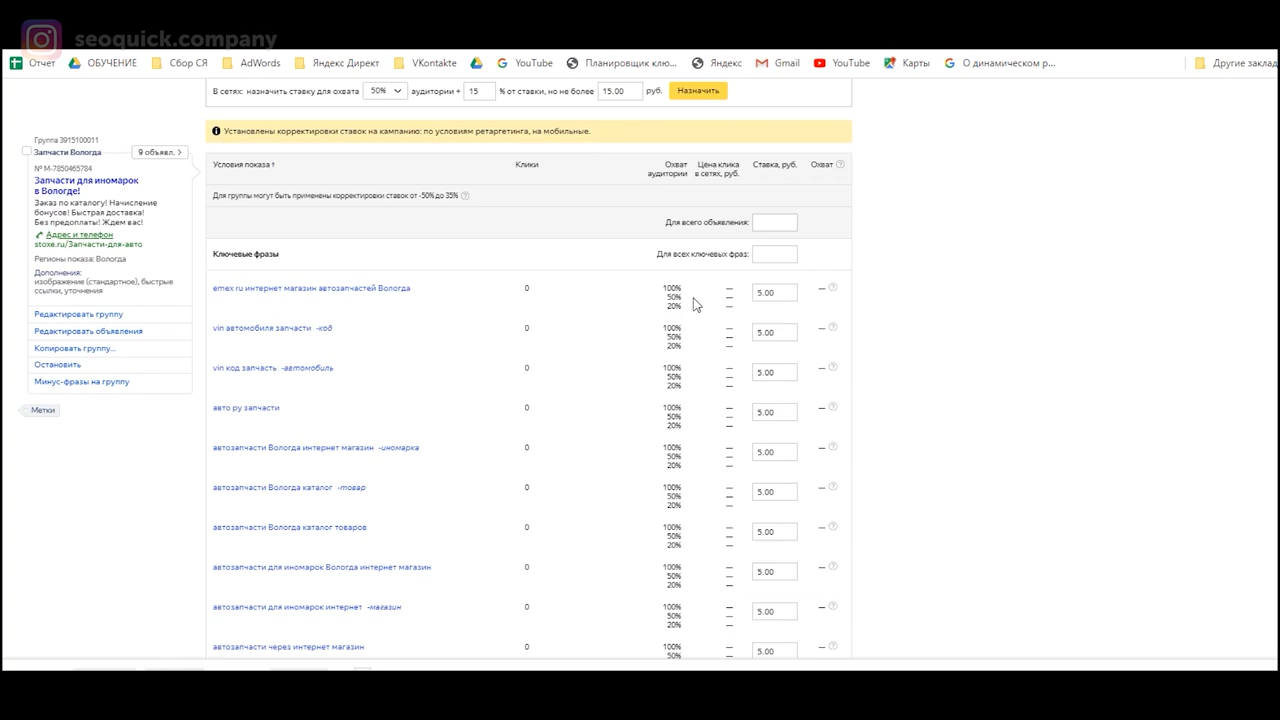 seoquick.company
Отчет ОБУЧЕНИЕ Сбор СЯ AdWords Яндекс Директ VKontakte YouTube Планировщик клю... Яндекс Gmail YouTube Карты О динамическом р... Другие заклад
В сетях: назначить ставку для охвата 50% аудитории + 15 % от ставки, но не более 15.00 руб. Назначить
Установлены корректировки ставок на кампанию: по условиям ретаргетинга, на мобильные.
Группа 3915100011
Запчасти Вологда 9 объявл. >
№ M-7850465784
Запчасти для иномарок
в Вологде!
Заказ по каталогу! Начисление
бонусов! Быстрая доставка!
Без предоплаты! Ждем вас!
Адрес и телефон
stoxe.ru/Запчасти-для-авто
Регионы показа: Вологда
Дополнения:
изображение (стандартное), быстрые
ссылки, уточнения
Редактировать группу
Редактировать объявления
Копировать группу...
Остановить
Минус-фразы на группу
Метки
Условия показа ↑ Клики Охват аудитории Цена клика в сетях, руб. Ставка, руб. Охват ?
Для группы могут быть применены корректировки ставок от -50% до 35% ?
Для всего объявления:
Ключевые фразы Для всех ключевых фраз:
emex ru интернет магазин автозапчастей Вологда 0 100% — 5.00 — ?
50% —
20% —
vin автомобиля запчасти -код 0 100% — 5.00 — ?
50% —
20% —
vin код запчасть -автомобиль 0 100% — 5.00 — ?
50% —
20% —
авто ру запчасти 0 100% — 5.00 — ?
50% —
20% —
автозапчасти Вологда интернет магазин -иномарка 0 100% — 5.00 — ?
50% —
20% —
автозапчасти Вологда каталог -товар 0 100% — 5.00 — ?
50% —
20% —
автозапчасти Вологда каталог товаров 0 100% — 5.00 — ?
50% —
20% —
автозапчасти для иномарок Вологда интернет магазин 0 100% — 5.00 — ?
50% —
20% —
автозапчасти для иномарок интернет -магазин 0 100% — 5.00 — ?
50% —
20% —
автозапчасти через интернет магазин 0 100% — 5.00 — ?
50% —